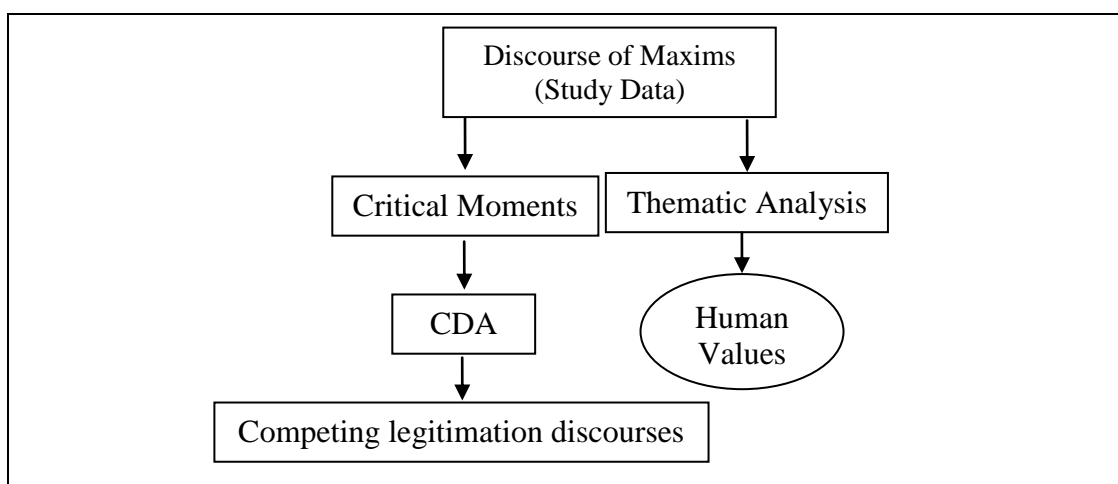 Discourse of Maxims
(Study Data)
Critical Moments
Thematic Analysis
CDA
Human
Values
Competing legitimation discourses